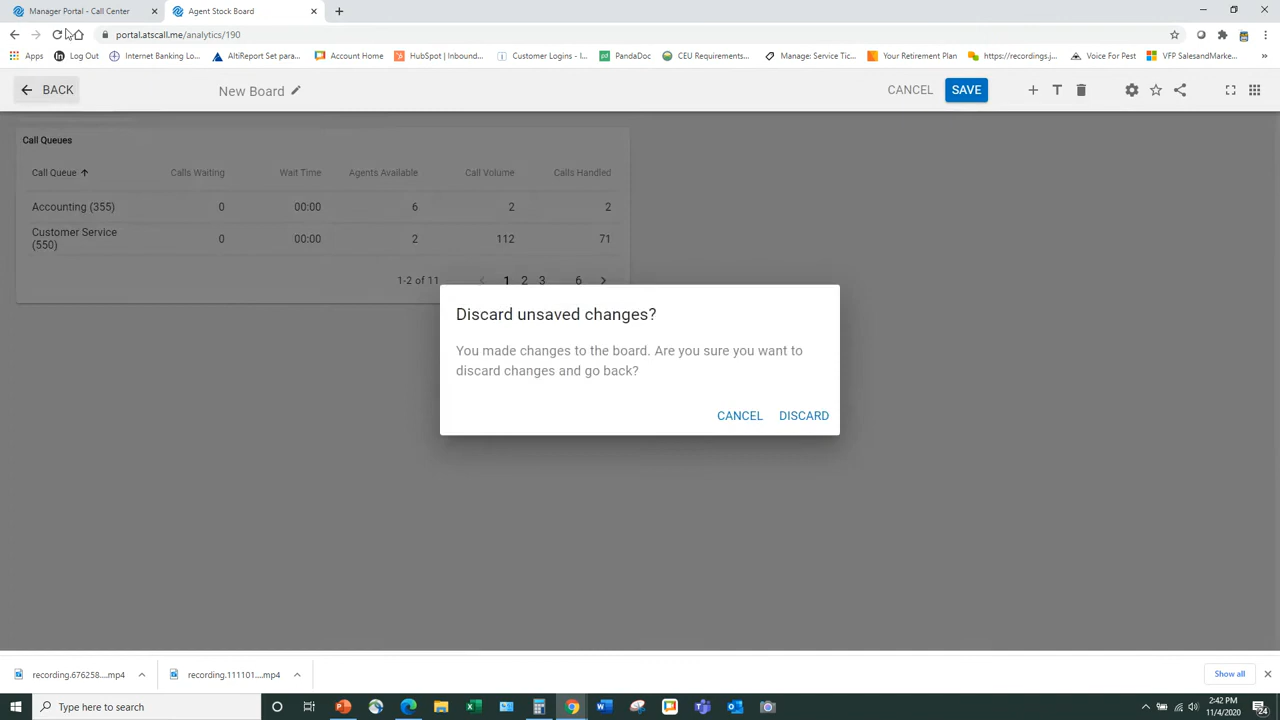 Manager Portal - Call Center
Agent Stock Board
portal.atscall.me/analytics/190
Apps
Log Out
Internet Banking Lo...
AltiReport Set para...
Account Home
HubSpot | Inbound...
Customer Logins - I...
PandaDoc
CEU Requirements...
Manage: Service Tic...
https://recordings.j...
Your Retirement Plan
Voice For Pest
VFP SalesandMarke...
BACK
New Board
CANCEL
SAVE
Call Queues
Call Queue Calls Waiting Wait Time Agents Available Call Volume Calls Handled
Accounting (355) 0 00:00 6 2 2
Customer Service 0 00:00 2 112 71
(550)
1-2 of 11 < 1 2 3 6 >
Discard unsaved changes?
You made changes to the board. Are you sure you want to
discard changes and go back?
CANCEL DISCARD
recording.676258....mp4
recording.111101....mp4
Show all
Type here to search
2:42 PM
11/4/2020
24